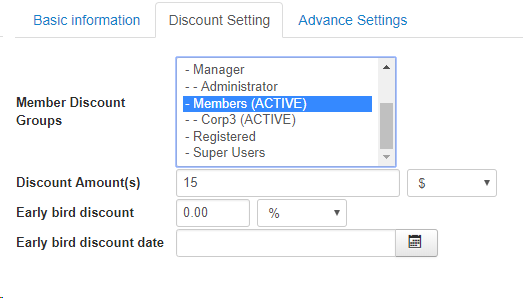 Basic information Discount Setting Advance Settings
Member Discount Groups
- Manager
- - Administrator
- Members (ACTIVE)
- - Corp3 (ACTIVE)
- Registered
- Super Users
Discount Amount(s) 15 $
Early bird discount 0.00 %
Early bird discount date